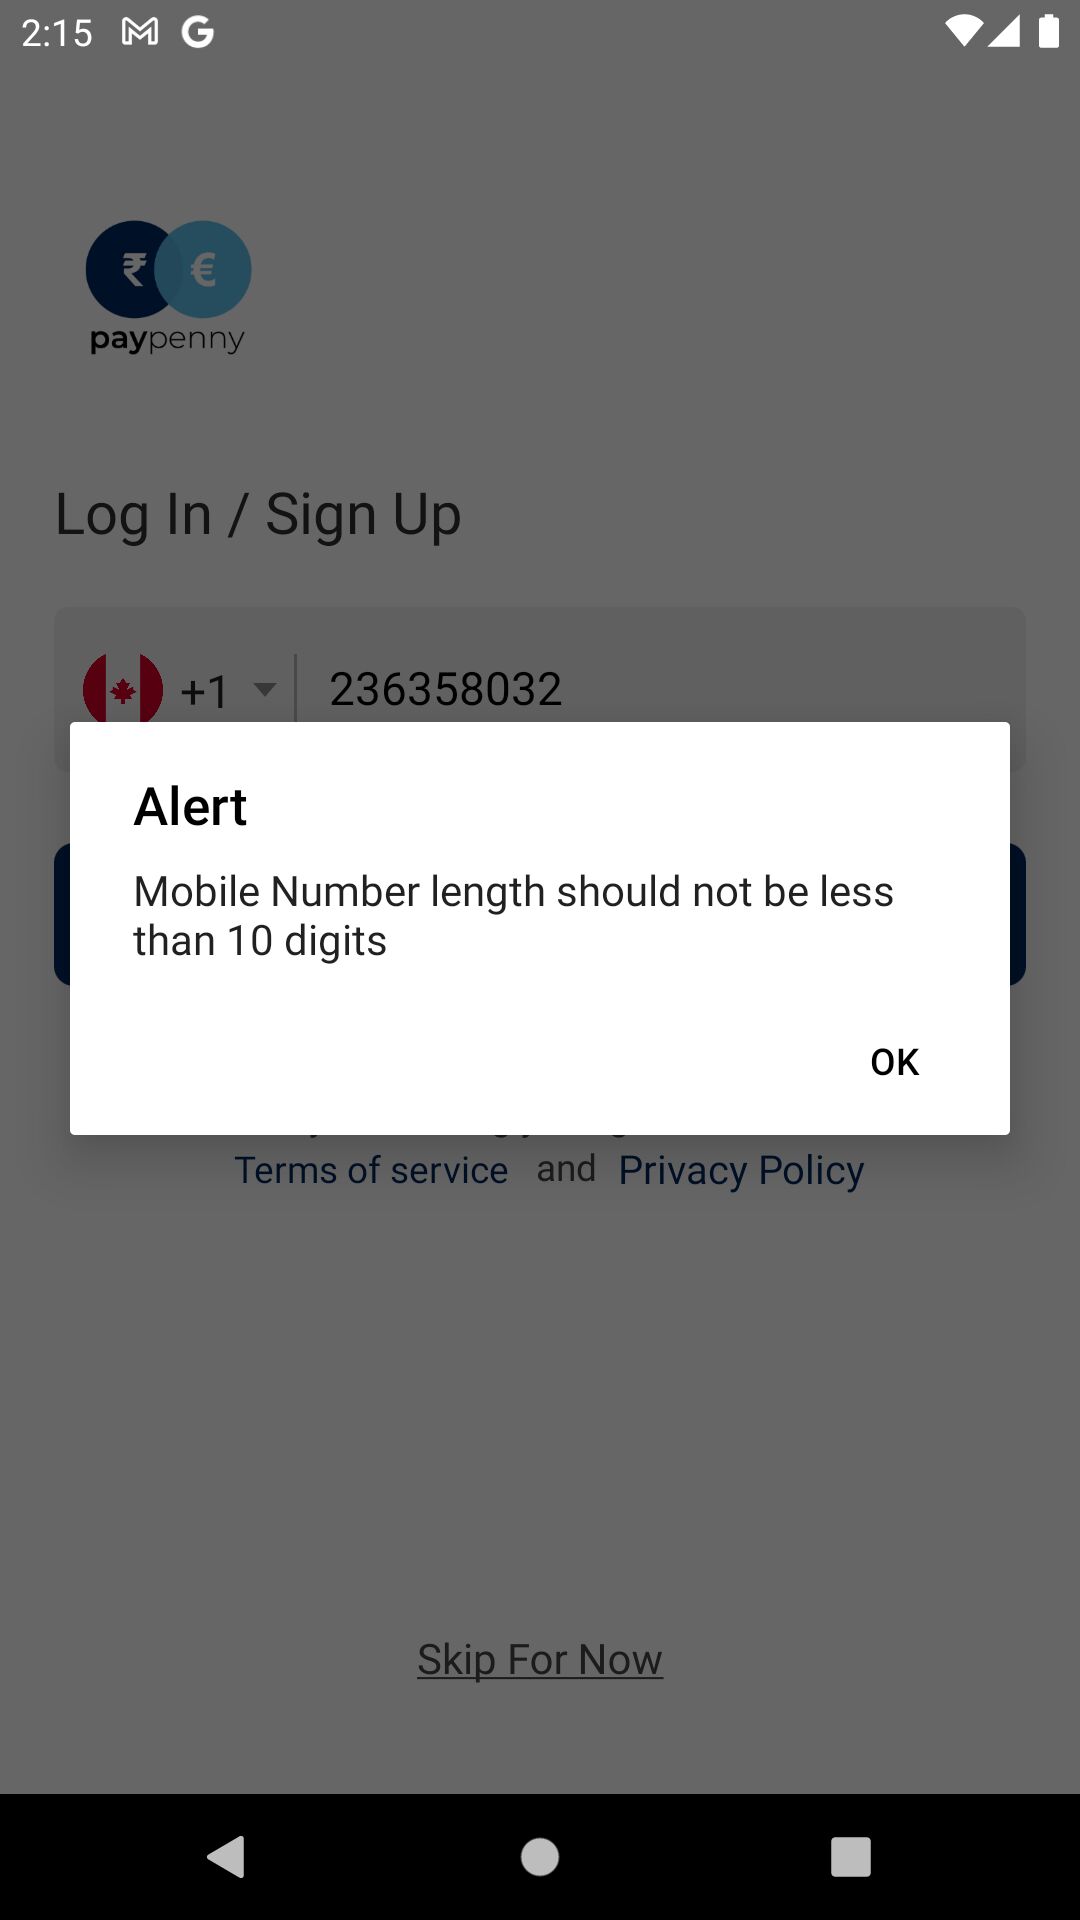 2:15
₹ €
paypenny
Log In / Sign Up
+1 236358032
Alert
Mobile Number length should not be less
than 10 digits
OK
Terms of service and Privacy Policy
Skip For Now